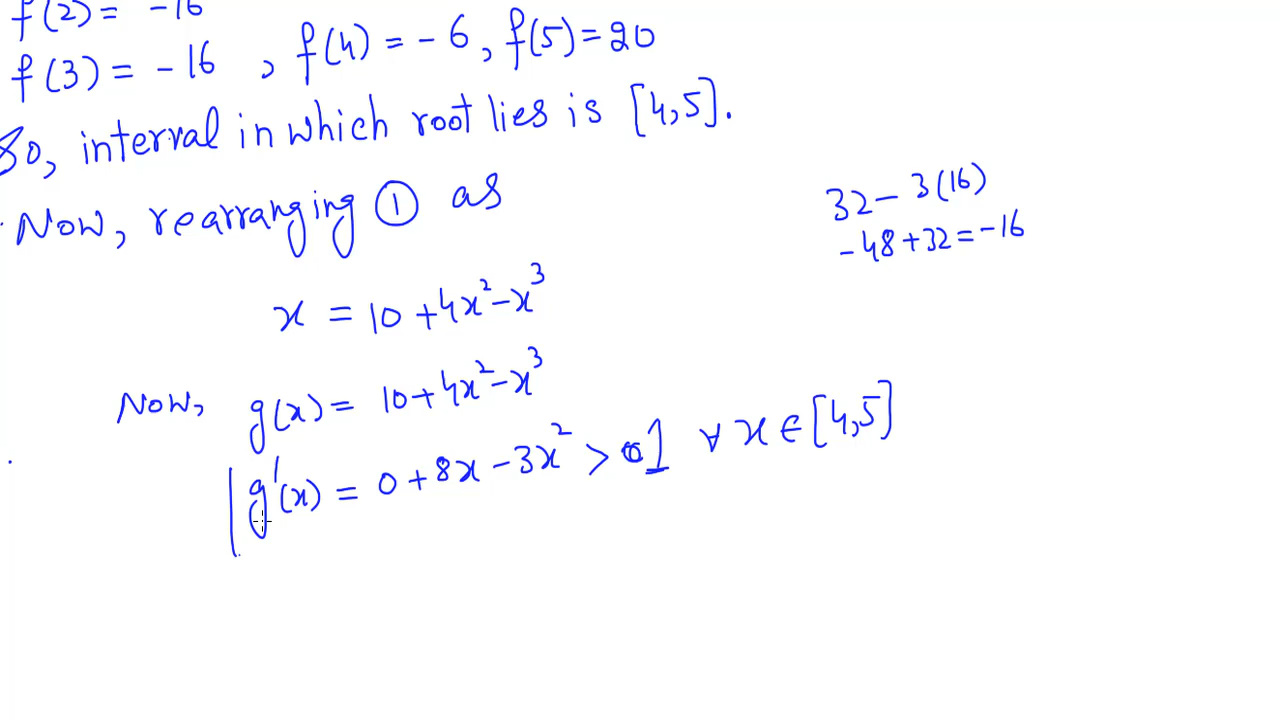 f(2) = -16
f(3) = -16 , f(4) = - 6, f(5) = 20
So, interval in which root lies is [4,5].
Now, rearranging ① as
32 - 3(16)
-48+32 = -16
x = 10 + 4x² - x³
Now, g(x) = 10 + 4x² - x³
|g'(x) = 0 + 8x - 3x² > 1 ∀ x ∈ [4,5]